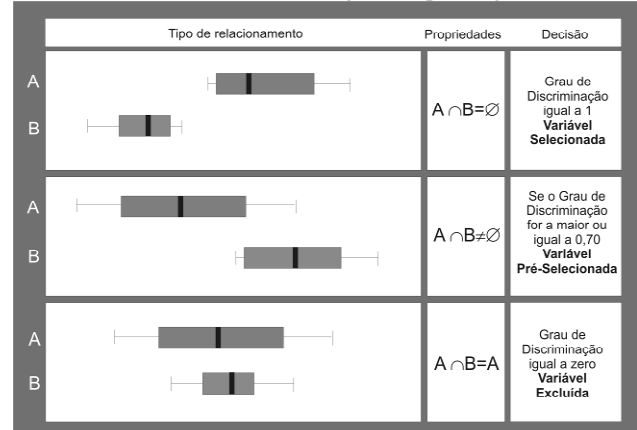 Tipo de relacionamento Propriedades Decisão
A
B
A ∩B=∅
Grau de
Discriminação
igual a 1
Variável
Selecionada
A
B
A ∩B≠∅
Se o Grau de
Discriminação
for a maior ou
igual a 0,70
Variável
Pré-Selecionada
A
B
A ∩B=A
Grau de
Discriminação
igual a zero
Variável
Excluída